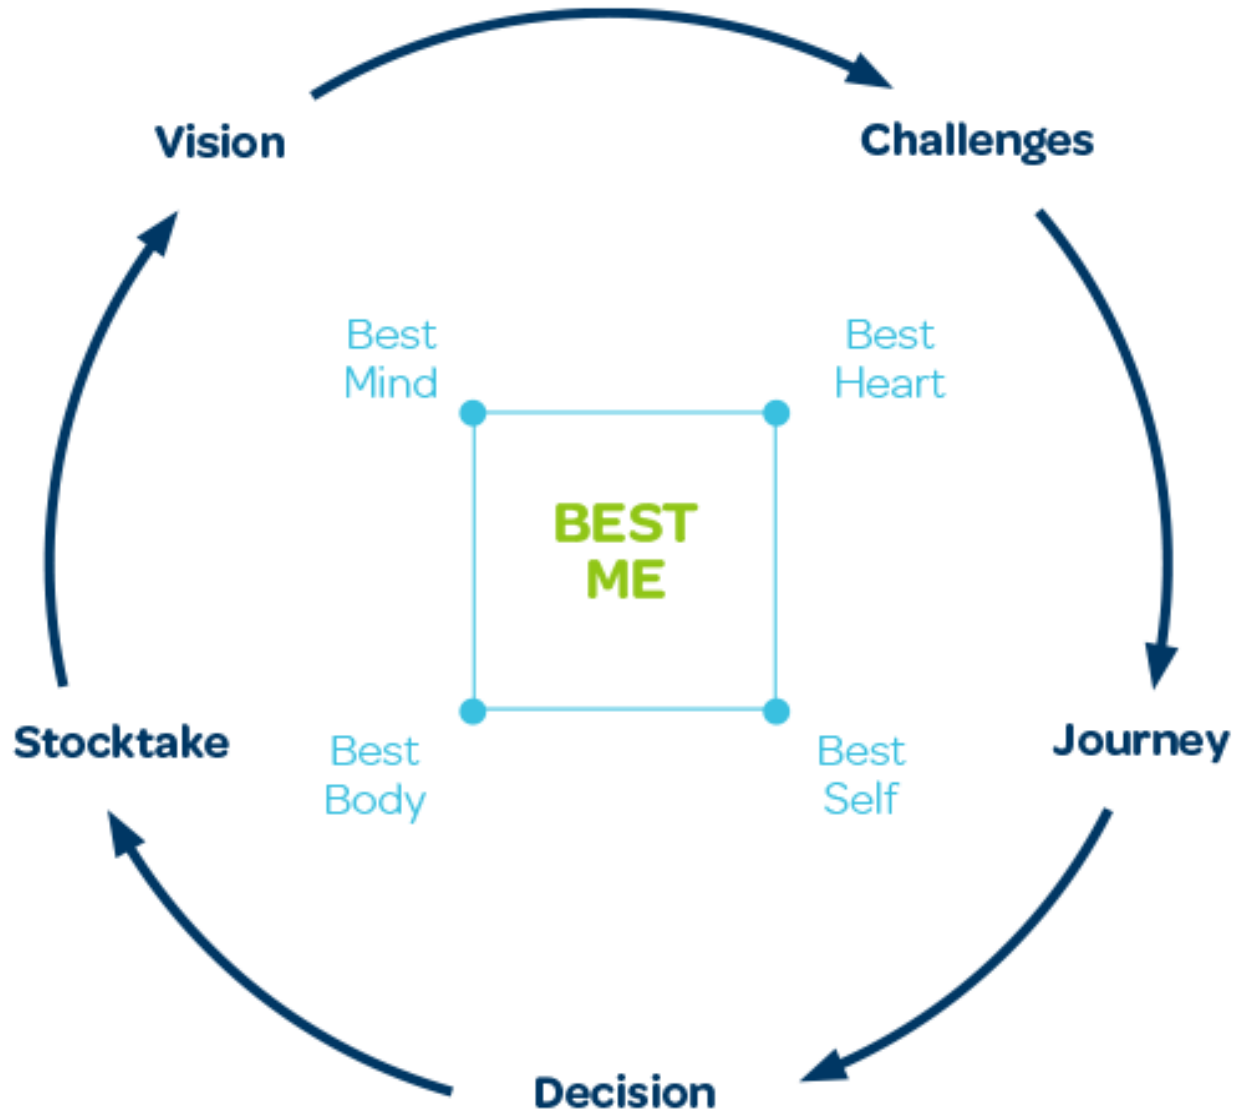 Vision
Challenges
Best
Mind
Best
Heart
BEST
ME
Stocktake
Best
Body
Best
Self
Journey
Decision